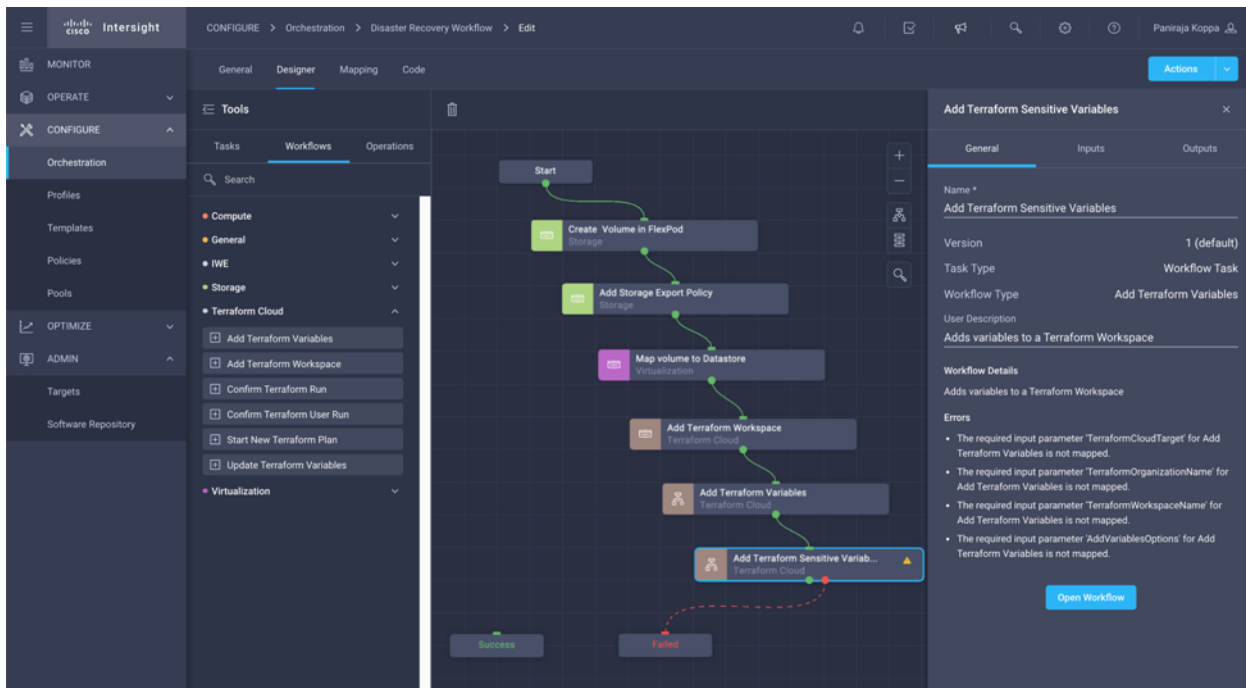 cisco Intersight
CONFIGURE > Orchestration > Disaster Recovery Workflow > Edit
Paniraja Koppa
MONITOR
OPERATE
CONFIGURE
Orchestration
Profiles
Templates
Policies
Pools
OPTIMIZE
ADMIN
Targets
Software Repository
General Designer Mapping Code
Actions
Tools
Tasks Workflows Operations
Search
Compute
General
IWE
Storage
Terraform Cloud
Add Terraform Variables
Add Terraform Workspace
Confirm Terraform Run
Confirm Terraform User Run
Start New Terraform Plan
Update Terraform Variables
Virtualization
Start
Create Volume in FlexPod
Storage
Add Storage Export Policy
Storage
Map volume to Datastore
Virtualization
Add Terraform Workspace
Terraform Cloud
Add Terraform Variables
Terraform Cloud
Add Terraform Sensitive Variab...
Terraform Cloud
Success
Failed
Add Terraform Sensitive Variables
General Inputs Outputs
Name *
Add Terraform Sensitive Variables
Version 1 (default)
Task Type Workflow Task
Workflow Type Add Terraform Variables
User Description
Adds variables to a Terraform Workspace
Workflow Details
Adds variables to a Terraform Workspace
Errors
• The required input parameter 'TerraformCloudTarget' for Add
Terraform Variables is not mapped.
• The required input parameter 'TerraformOrganizationName' for
Add Terraform Variables is not mapped.
• The required input parameter 'TerraformWorkspaceName' for
Add Terraform Variables is not mapped.
• The required input parameter 'AddVariablesOptions' for Add
Terraform Variables is not mapped.
Open Workflow